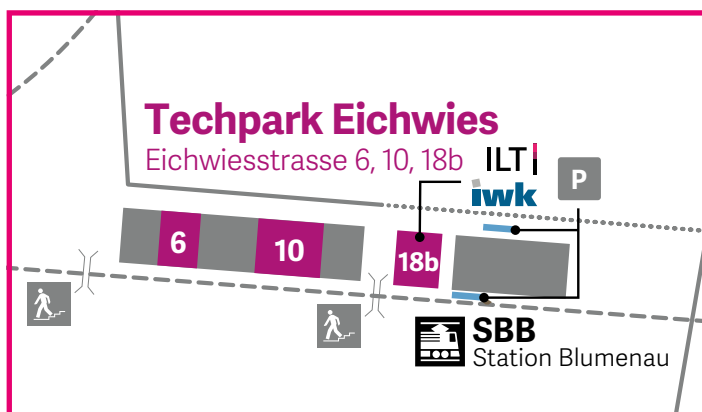 Techpark Eichwies
Eichwiesstrasse 6, 10, 18b
ILT
iwk
P
6
10
18b
SBB
Station Blumenau